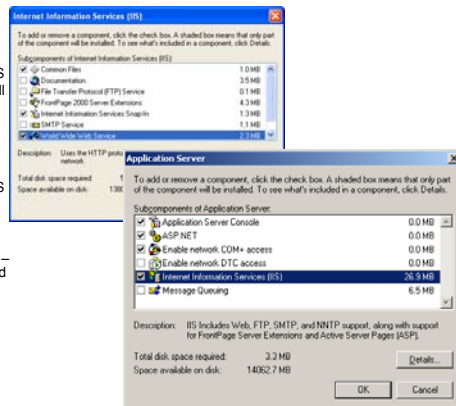 Internet Information Services (IIS)
To add or remove a component, click the check box. A shaded box means that only part
of the component will be installed. To see what's included in a component, click Details.
Subcomponents of Internet Information Services (IIS):
Common Files 1.0 MB
Documentation 3.5 MB
File Transfer Protocol (FTP) Service 0.1 MB
FrontPage 2000 Server Extensions 4.3 MB
Internet Information Services Snap-In 1.3 MB
SMTP Service 1.1 MB
World Wide Web Service 2.3 MB
Description: Uses the HTTP
network.
Total disk space required:
Space available on disk:
Application Server
To add or remove a component, click the check box. A shaded box means that only part
of the component will be installed. To see what's included in a component, click Details.
Subcomponents of Application Server:
Application Server Console 0.0 MB
ASP.NET 0.0 MB
Enable network COM+ access 0.0 MB
Enable network DTC access 0.0 MB
Internet Information Services (IIS) 26.9 MB
Message Queuing 6.5 MB
Description: IIS Includes Web, FTP, SMTP, and NNTP support, along with support
for FrontPage Server Extensions and Active Server Pages (ASP).
Total disk space required: 3.3 MB
Space available on disk: 14062.7 MB
Details...
OK Cancel